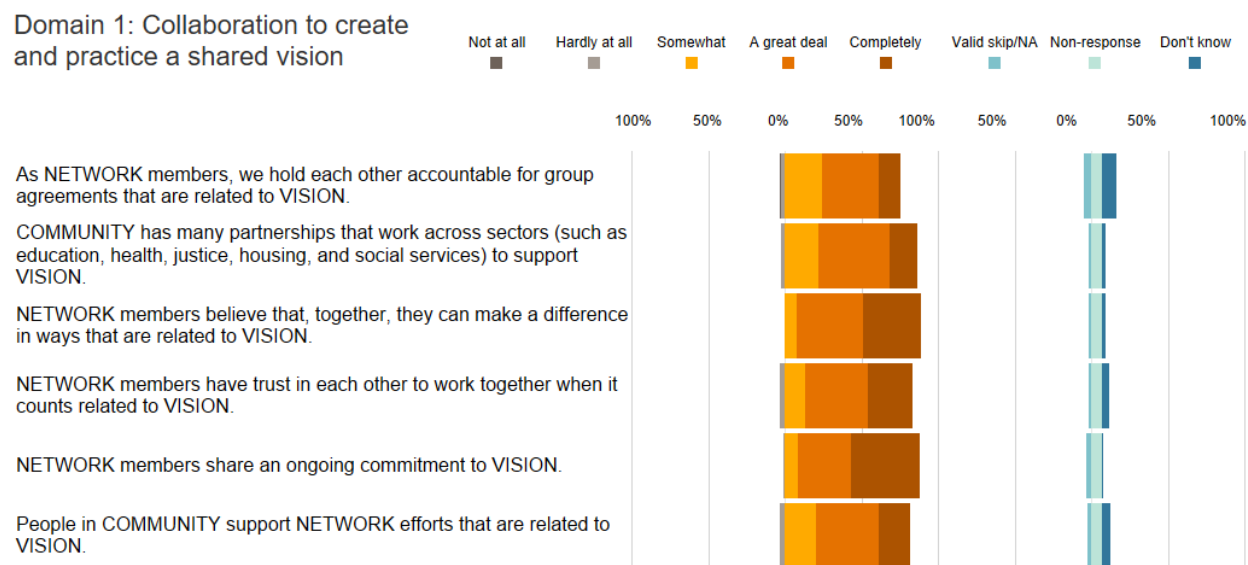 Domain 1: Collaboration to create
and practice a shared vision
Not at all
Hardly at all
Somewhat
A great deal
Completely
Valid skip/NA
Non-response
Don't know
100%
50%
0%
50%
100%
50%
0%
50%
100%
As NETWORK members, we hold each other accountable for group
agreements that are related to VISION.
COMMUNITY has many partnerships that work across sectors (such as
education, health, justice, housing, and social services) to support
VISION.
NETWORK members believe that, together, they can make a difference
in ways that are related to VISION.
NETWORK members have trust in each other to work together when it
counts related to VISION.
NETWORK members share an ongoing commitment to VISION.
People in COMMUNITY support NETWORK efforts that are related to
VISION.